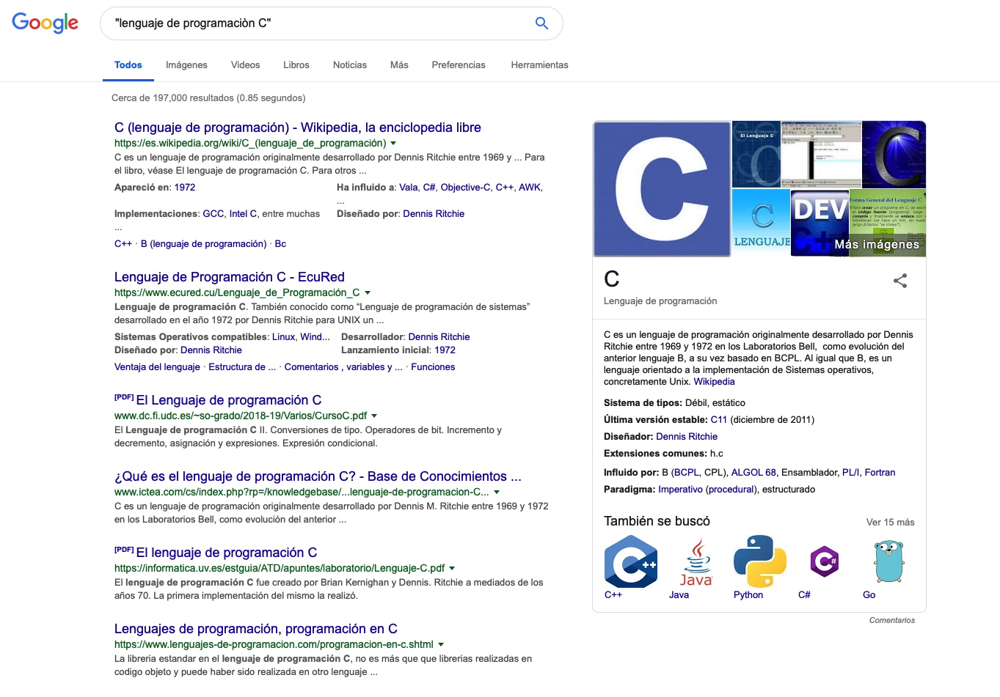 Google
"lenguaje de programaciòn C"
Todos Imágenes Videos Libros Noticias Más Preferencias Herramientas
Cerca de 197,000 resultados (0.85 segundos)
C (lenguaje de programación) - Wikipedia, la enciclopedia libre
https://es.wikipedia.org/wiki/C_(lenguaje_de_programación)
C es un lenguaje de programación originalmente desarrollado por Dennis Ritchie entre 1969 y ... Para
el libro, véase El lenguaje de programación C. Para otros ...
Apareció en: 1972
Ha influido a: Vala, C#, Objective-C, C++, AWK,
...
Implementaciones: GCC, Intel C, entre muchas
...
Diseñado por: Dennis Ritchie
C++ · B (lenguaje de programación) · Bc
Lenguaje de Programación C - EcuRed
https://www.ecured.cu/Lenguaje_de_Programación_C
Lenguaje de programación C. También conocido como “Lenguaje de programación de sistemas”
desarrollado en el año 1972 por Dennis Ritchie para UNIX un ...
Sistemas Operativos compatibles: Linux, Wind... Desarrollador: Dennis Ritchie
Diseñado por: Dennis Ritchie Lanzamiento inicial: 1972
Ventaja del lenguaje · Estructura de ... · Comentarios , variables y ... · Funciones
[PDF] El Lenguaje de programación C
www.dc.fi.udc.es/~so-grado/2018-19/Varios/CursoC.pdf
El Lenguaje de programación C II. Conversiones de tipo. Operadores de bit. Incremento y
decremento, asignación y expresiones. Expresión condicional.
¿Qué es el lenguaje de programación C? - Base de Conocimientos ...
www.ictea.com/cs/index.php?rp=/knowledgebase/...lenguaje-de-programacion-C...
C es un lenguaje de programación originalmente desarrollado por Dennis M. Ritchie entre 1969 y 1972
en los Laboratorios Bell, como evolución del anterior ...
[PDF] El lenguaje de programación C
https://informatica.uv.es/estguia/ATD/apuntes/laboratorio/Lenguaje-C.pdf
El lenguaje de programación C fue creado por Brian Kernighan y Dennis. Ritchie a mediados de los
años 70. La primera implementación del mismo la realizó.
Lenguajes de programación, programación en C
https://www.lenguajes-de-programacion.com/programacion-en-c.shtml
La libreria estandar en el lenguaje de programación C, no es más que que librerias realizadas en
codigo objeto y puede haber sido realizada en otro lenguaje ...
C
El Lenguaje C
C
C
C
LENGUAJE
DEV
C++
Forma General del Lenguaje C
Más imágenes
C
Lenguaje de programación
C es un lenguaje de programación originalmente desarrollado por Dennis
Ritchie entre 1969 y 1972 en los Laboratorios Bell, como evolución del
anterior lenguaje B, a su vez basado en BCPL. Al igual que B, es un
lenguaje orientado a la implementación de Sistemas operativos,
concretamente Unix. Wikipedia
Sistema de tipos: Débil, estático
Última versión estable: C11 (diciembre de 2011)
Diseñador: Dennis Ritchie
Extensiones comunes: h.c
Influido por: B (BCPL, CPL), ALGOL 68, Ensamblador, PL/I, Fortran
Paradigma: Imperativo (procedural), estructurado
También se buscó
Ver 15 más
C++
Java
C#
C++ Java Python C# Go
Comentarios